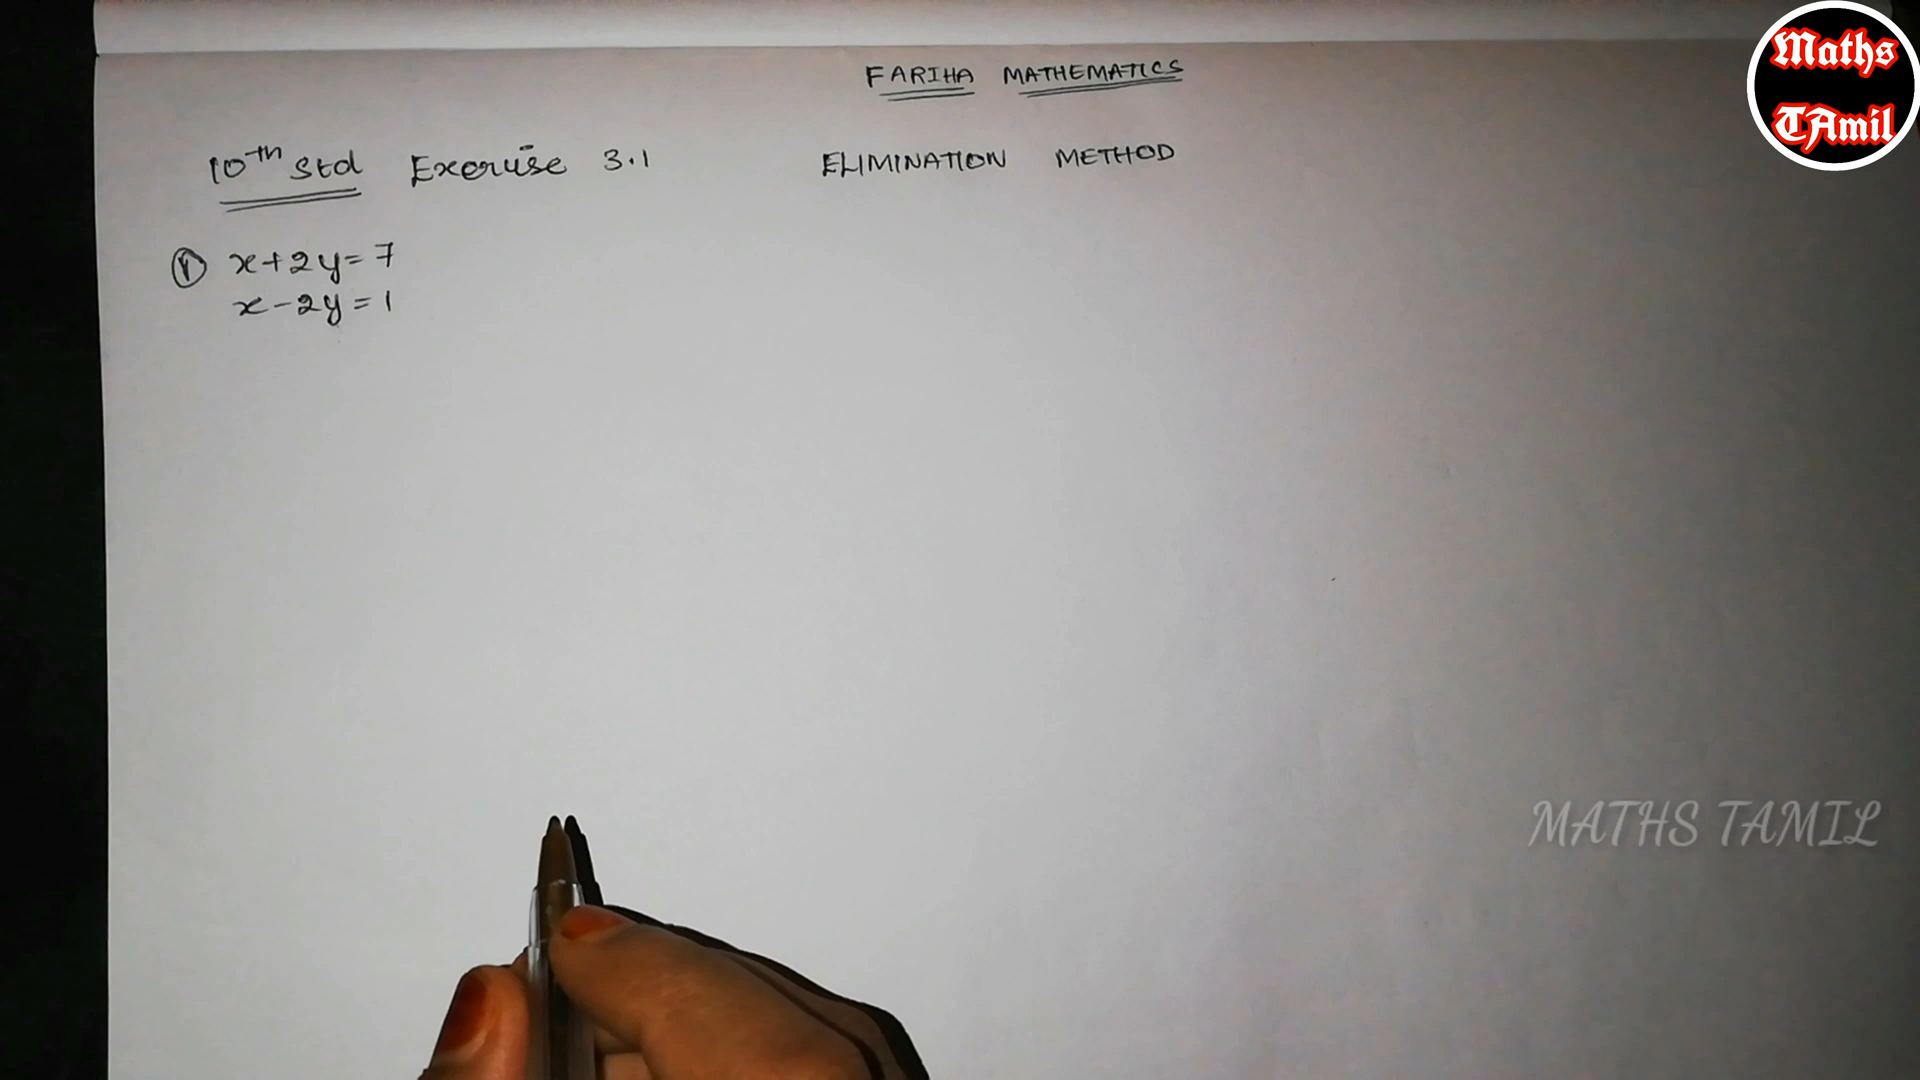 FARIHA MATHEMATICS
10th Std Exercise 3.1 ELIMINATION METHOD
① x+2y=7
x-2y=1
Maths
TAmil
MATHS TAMIL